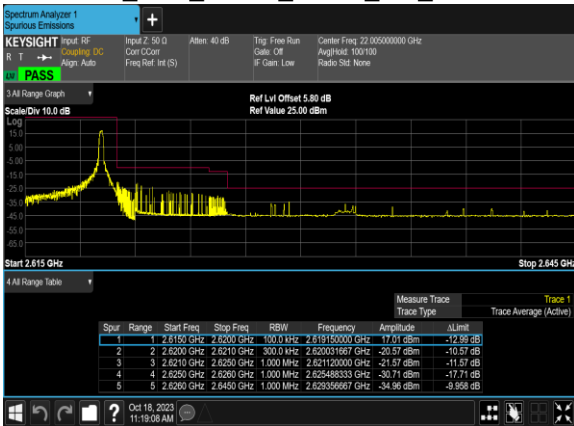 Spectrum Analyzer 1
Spurious Emissions
KEYSIGHT Input: RF Input Z: 50 Ω Atten: 40 dB Trig: Free Run Center Freq: 22.005000000 GHz
R T Coupling: DC Corr CCorr Gate: Off Avg|Hold: 100/100
Align: Auto Freq Ref: Int (S) IF Gain: Low Radio Std: None
PASS
3 All Range Graph
Ref Lvl Offset 5.80 dB
Scale/Div 10.0 dB Ref Value 25.00 dBm
Log
15.0
5.00
-5.00
-15.0
-25.0
-35.0
-45.0
-55.0
-65.0
Start 2.615 GHz Stop 2.645 GHz
4 All Range Table
Measure Trace Trace 1
Trace Type Trace Average (Active)
Spur Range Start Freq Stop Freq RBW Frequency Amplitude ΔLimit
1 1 2.6150 GHz 2.6200 GHz 100.0 kHz 2.619150000 GHz 17.01 dBm -12.99 dB
2 2 2.6200 GHz 2.6210 GHz 300.0 kHz 2.620031667 GHz -20.57 dBm -10.57 dB
3 3 2.6210 GHz 2.6250 GHz 1.000 MHz 2.621120000 GHz -21.57 dBm -11.57 dB
4 4 2.6250 GHz 2.6260 GHz 1.000 MHz 2.625488333 GHz -30.71 dBm -17.71 dB
5 5 2.6260 GHz 2.6450 GHz 1.000 MHz 2.629356667 GHz -34.96 dBm -9.958 dB
Oct 18, 2023
11:19:08 AM